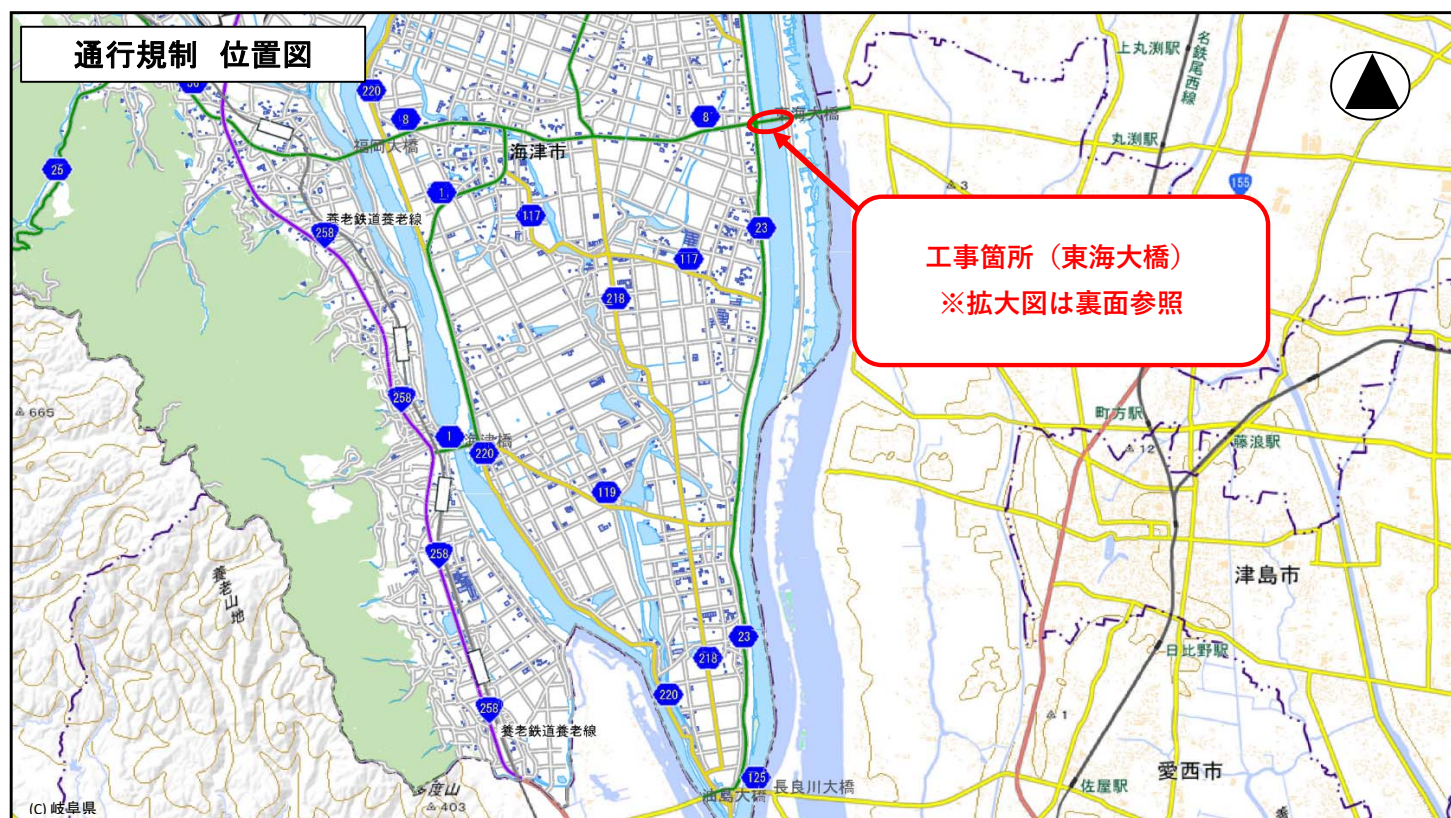 通行規制 位置図
上丸渕駅
名鉄尾西線
220
8
8
東海大橋
福岡大橋
海津市
丸渕駅
25
1
3
155
養老鉄道養老線
117
258
23
117
工事箇所（東海大橋）
※拡大図は裏面参照
218
258
665
町方駅
藤浪駅
12
1
海津橋
220
119
258
津島市
養老山地
23
日比野駅
218
220
258
1
養老鉄道養老線
125
長良川大橋
油島大橋
佐屋駅
愛西市
多度山
403
(C) 岐阜県